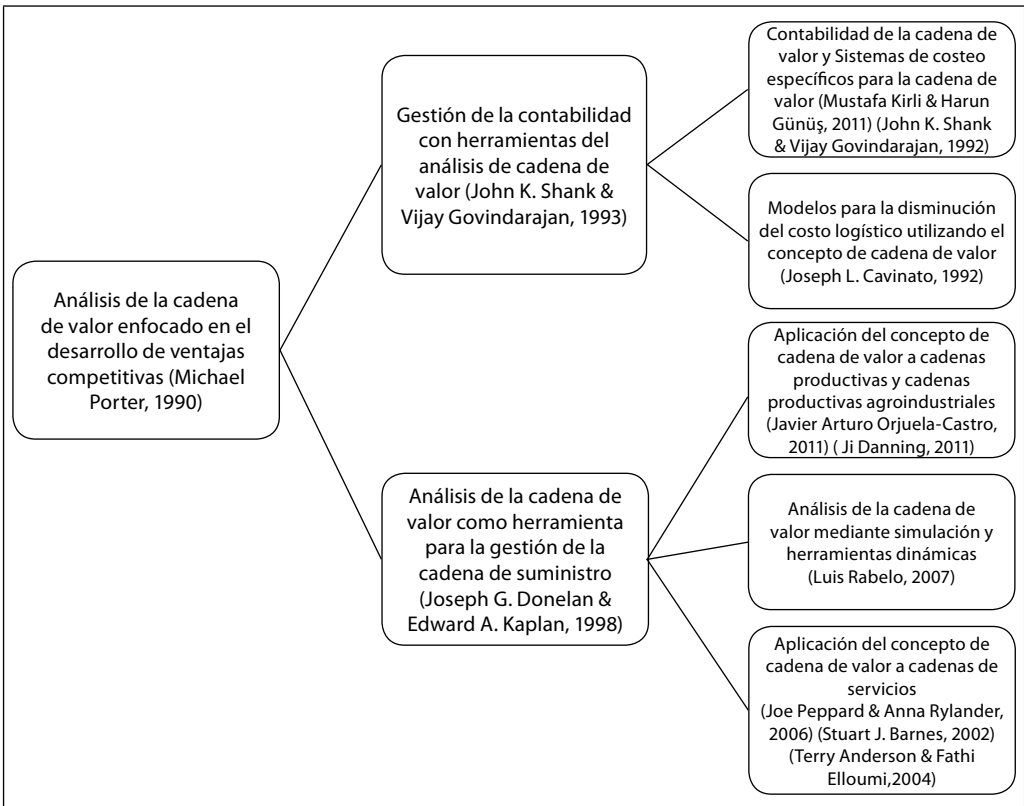 Análisis de la cadena
de valor enfocado en el
desarrollo de ventajas
competitivas (Michael
Porter, 1990)
Gestión de la contabilidad
con herramientas del
análisis de cadena de
valor (John K. Shank &
Vijay Govindarajan, 1993)
Análisis de la cadena de
valor como herramienta
para la gestión de la
cadena de suministro
(Joseph G. Donelan &
Edward A. Kaplan, 1998)
Contabilidad de la cadena de
valor y Sistemas de costeo
específicos para la cadena de
valor (Mustafa Kirli & Harun
Günüş, 2011) (John K. Shank
& Vijay Govindarajan, 1992)
Modelos para la disminución
del costo logístico utilizando el
concepto de cadena de valor
(Joseph L. Cavinato, 1992)
Aplicación del concepto de
cadena de valor a cadenas
productivas y cadenas
productivas agroindustriales
(Javier Arturo Orjuela-Castro,
2011) ( Ji Danning, 2011)
Análisis de la cadena de
valor mediante simulación y
herramientas dinámicas
(Luis Rabelo, 2007)
Aplicación del concepto de
cadena de valor a cadenas de
servicios
(Joe Peppard & Anna Rylander,
2006) (Stuart J. Barnes, 2002)
(Terry Anderson & Fathi
Elloumi,2004)